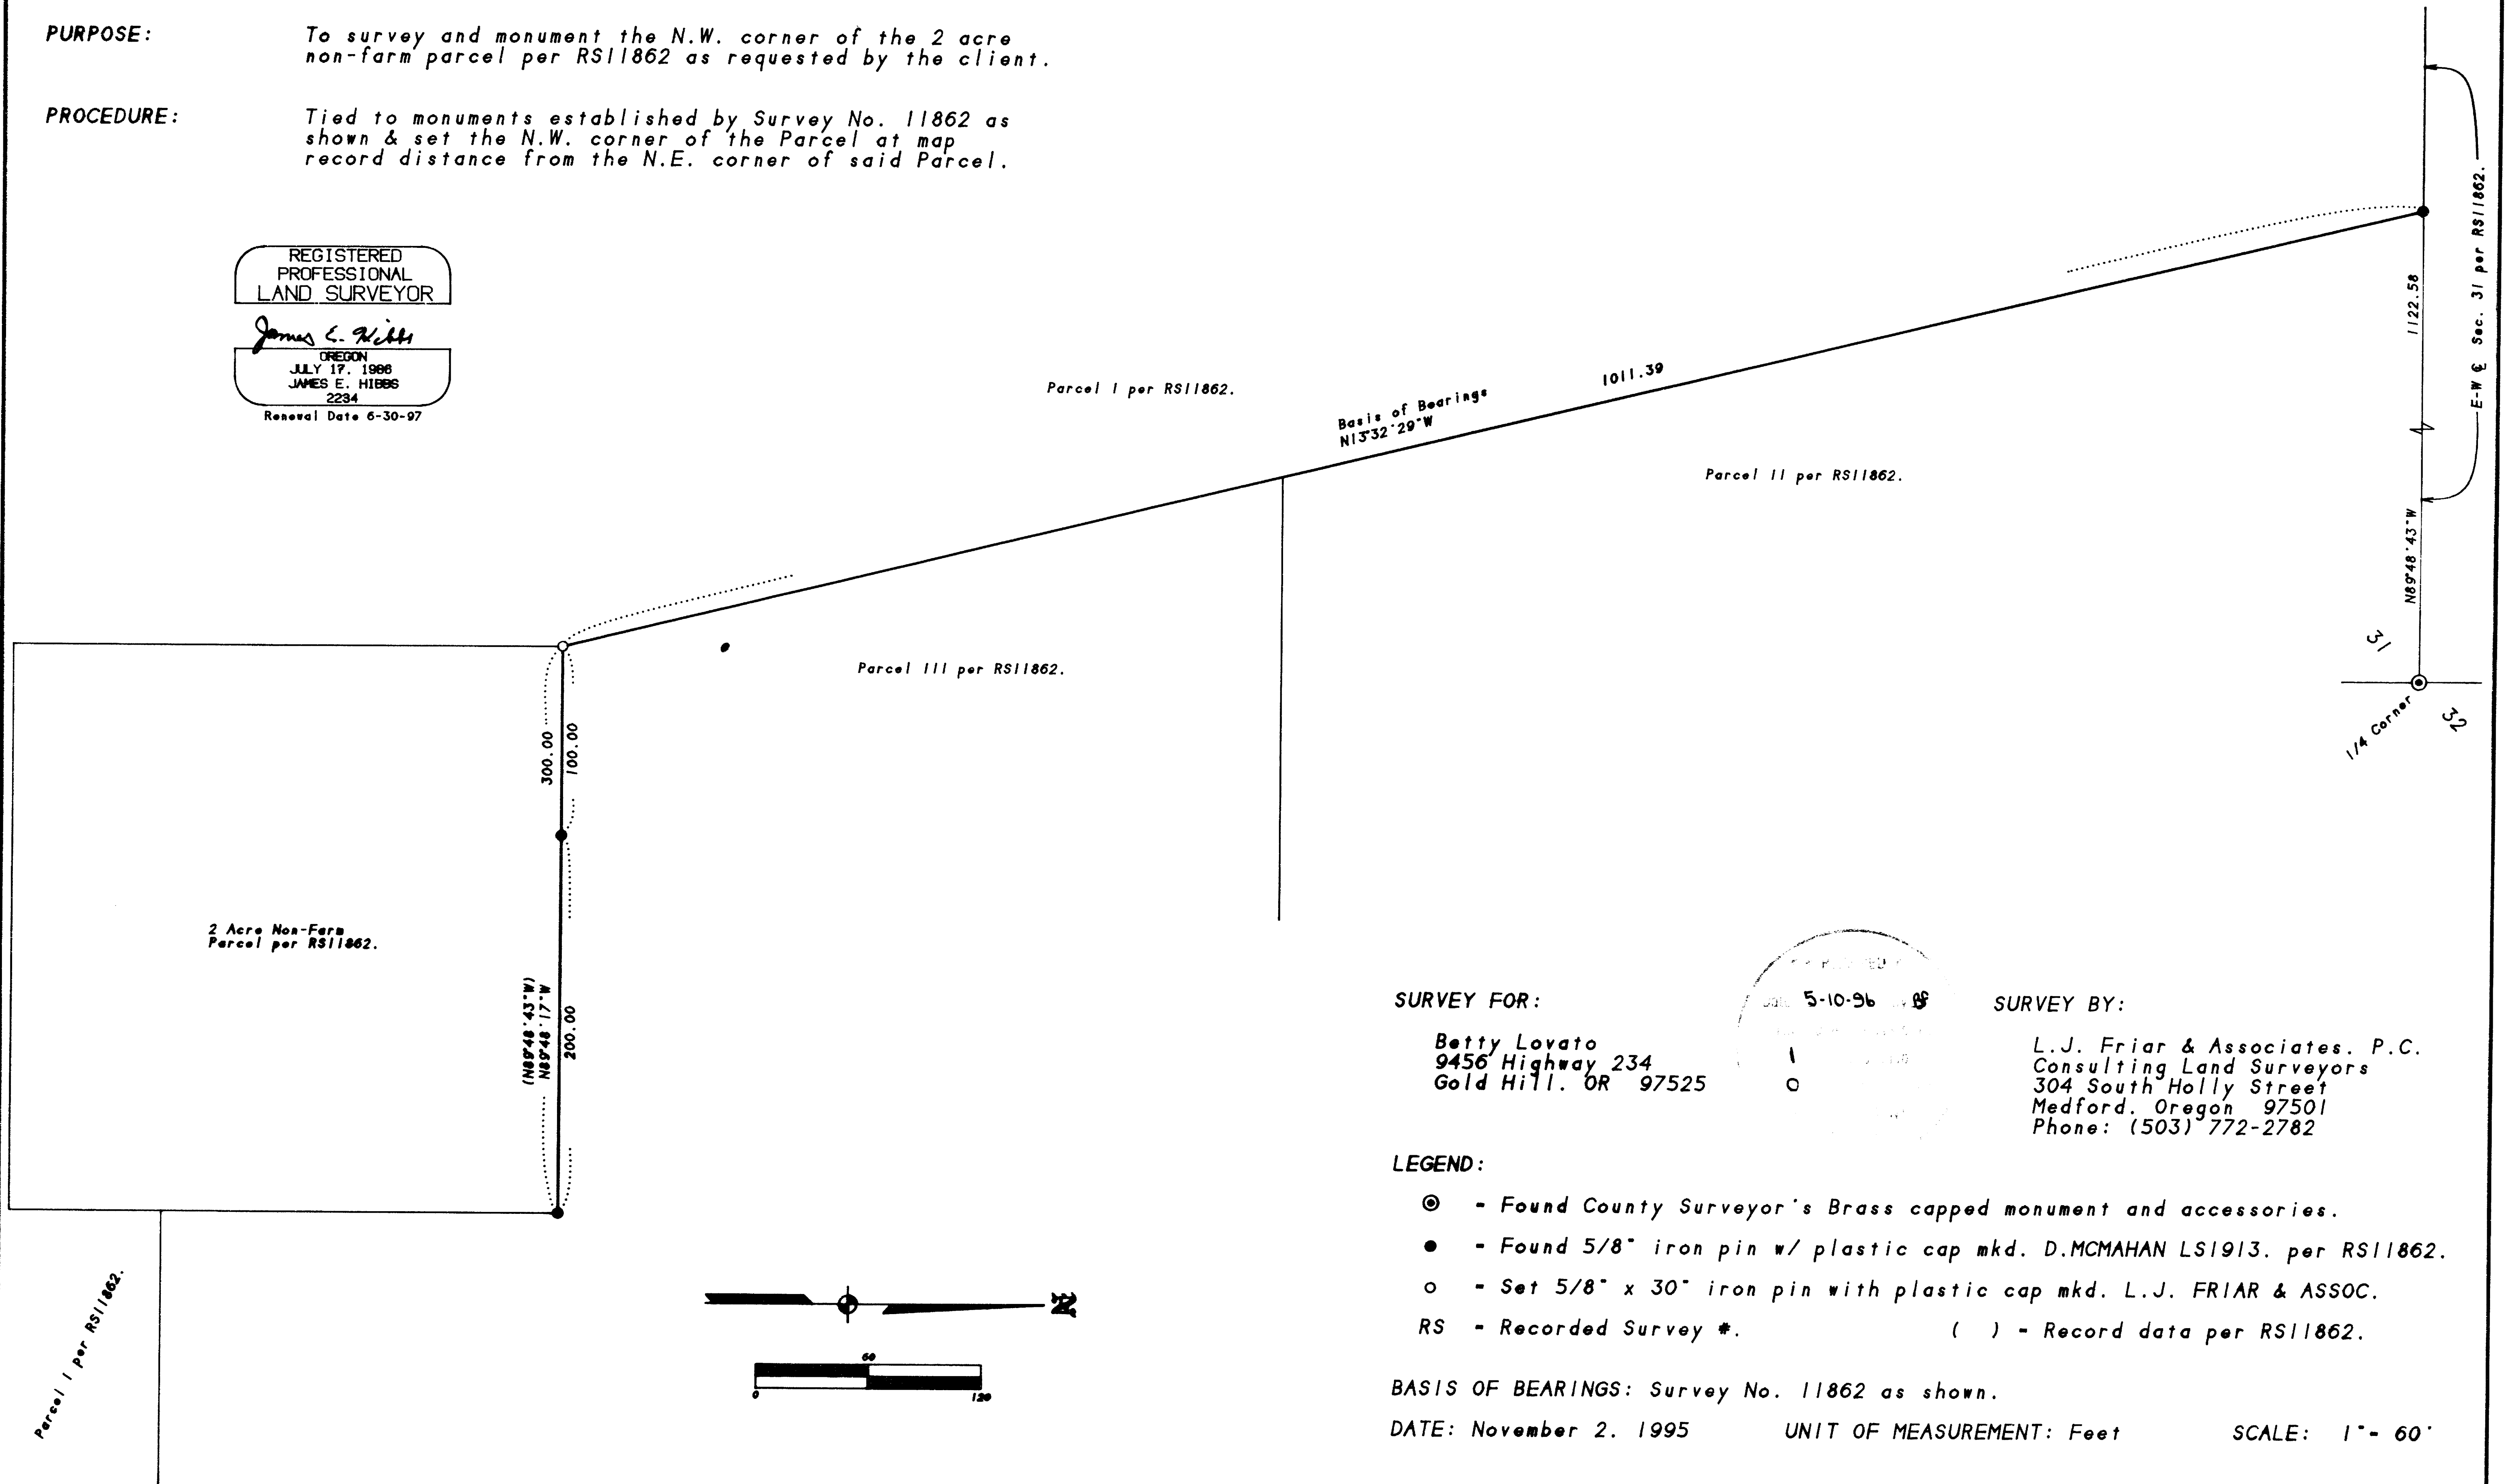 PURPOSE:
To survey and monument the N.W. corner of the 2 acre
non-farm parcel per RS11862 as requested by the client.
PROCEDURE:
Tied to monuments established by Survey No. 11862 as
shown & set the N.W. corner of the Parcel at map
record distance from the N.E. corner of said Parcel.
REGISTERED
PROFESSIONAL
LAND SURVEYOR
James E. Hibbs
OREGON
JULY 17. 1986
JAMES E. HIBBS
2234
Renewal Date 6-30-97
Parcel I per RS11862.
Basis of Bearings
N13°32'29"W
1011.39
Parcel II per RS11862.
1122.58
N89°48'43"W
E-W ℄ Sec. 31 per RS11862.
31
32
1/4 Corner
Parcel III per RS11862.
300.00
100.00
2 Acre Non-Farm
Parcel per RS11862.
(N89°48'43"W)
N89°48'17"W
200.00
Parcel I per RS11862.
N
60
0
120
SURVEY FOR:
Betty Lovato
9456 Highway 234
Gold Hill. OR 97525
5-10-96
1
0
SURVEY BY:
L.J. Friar & Associates. P.C.
Consulting Land Surveyors
304 South Holly Street
Medford. Oregon 97501
Phone: (503) 772-2782
LEGEND:
- Found County Surveyor's Brass capped monument and accessories.
- Found 5/8" iron pin w/ plastic cap mkd. D.MCMAHAN LS1913. per RS11862.
- Set 5/8" x 30" iron pin with plastic cap mkd. L.J. FRIAR & ASSOC.
RS - Recorded Survey #. ( ) - Record data per RS11862.
BASIS OF BEARINGS: Survey No. 11862 as shown.
DATE: November 2. 1995 UNIT OF MEASUREMENT: Feet SCALE: 1"- 60'